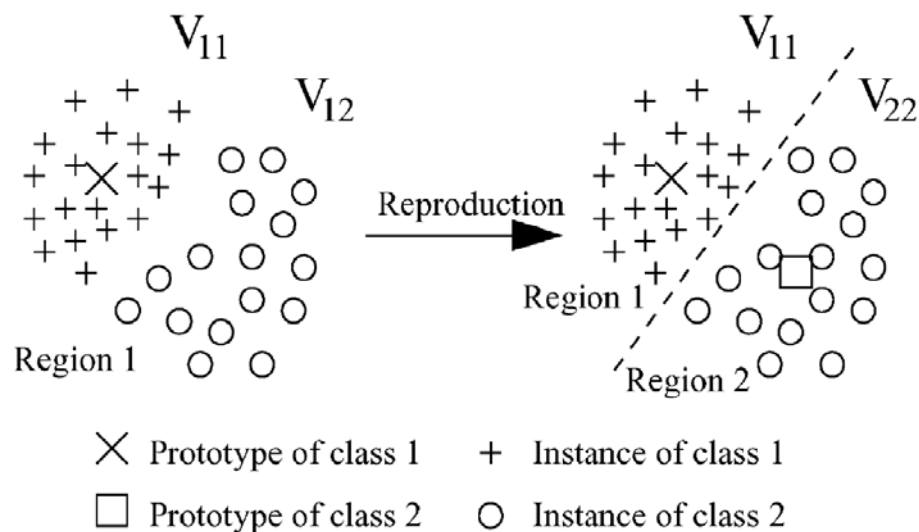 V11
V12
Reproduction
V11
V22
Region 1
Region 1
Region 2
Prototype of class 1
Instance of class 1
Prototype of class 2
Instance of class 2